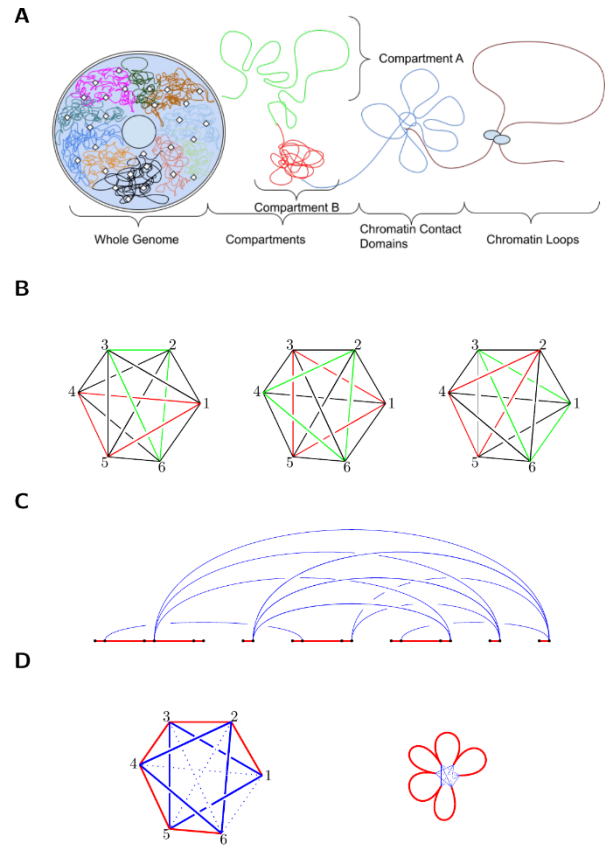 A
Compartment A
Compartment B
Whole Genome
Compartments
Chromatin Contact
Domains
Chromatin Loops
B
3 2
4 1
5 6
3 2
4 1
5 6
3 2
4 1
5 6
C
D
3 2
4 1
5 6